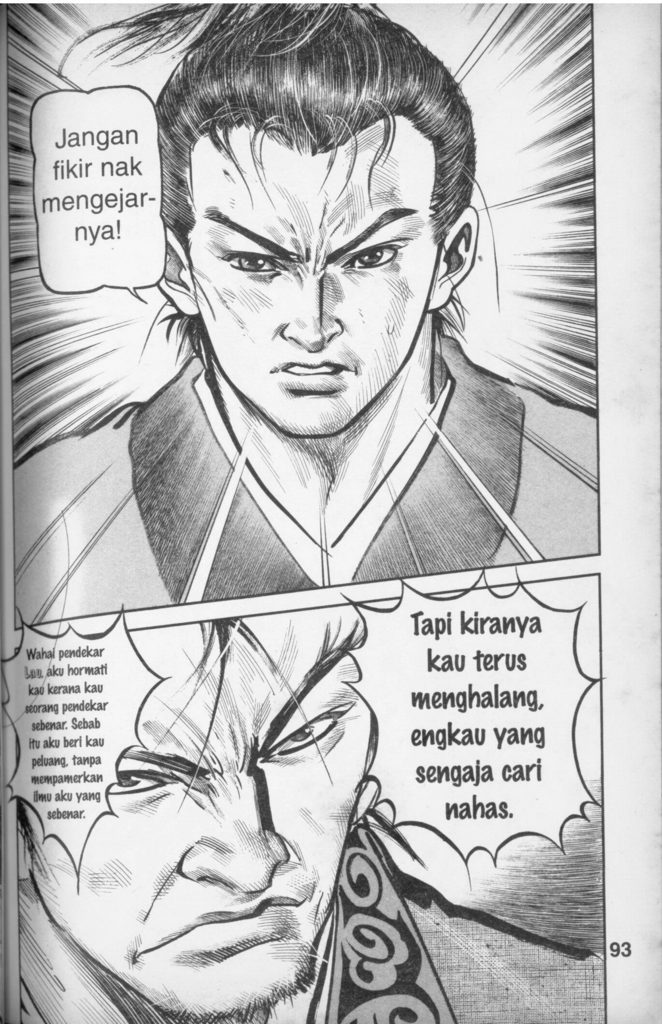 Jangan
fikir nak
mengejar-
nya!
Wahai pendekar
aku hormati
kau kerana kau
seorang pendekar
sebenar. Sebab
itu aku beri kau
peluang, tanpa
mempamerkan
ilmu aku yang
sebenar.
Tapi kiranya
kau terus
menghalang,
engkau yang
sengaja cari
nahas.
93